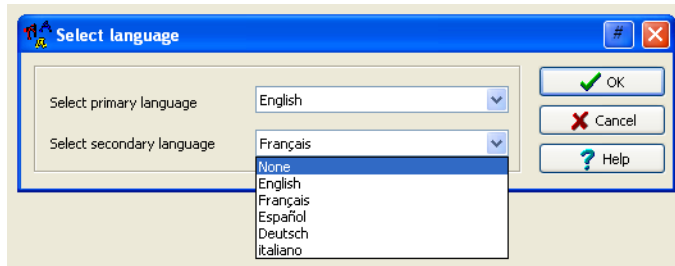 Select language
#
Select primary language
English
OK
Cancel
Select secondary language
Français
Help
None
English
Français
Español
Deutsch
italiano